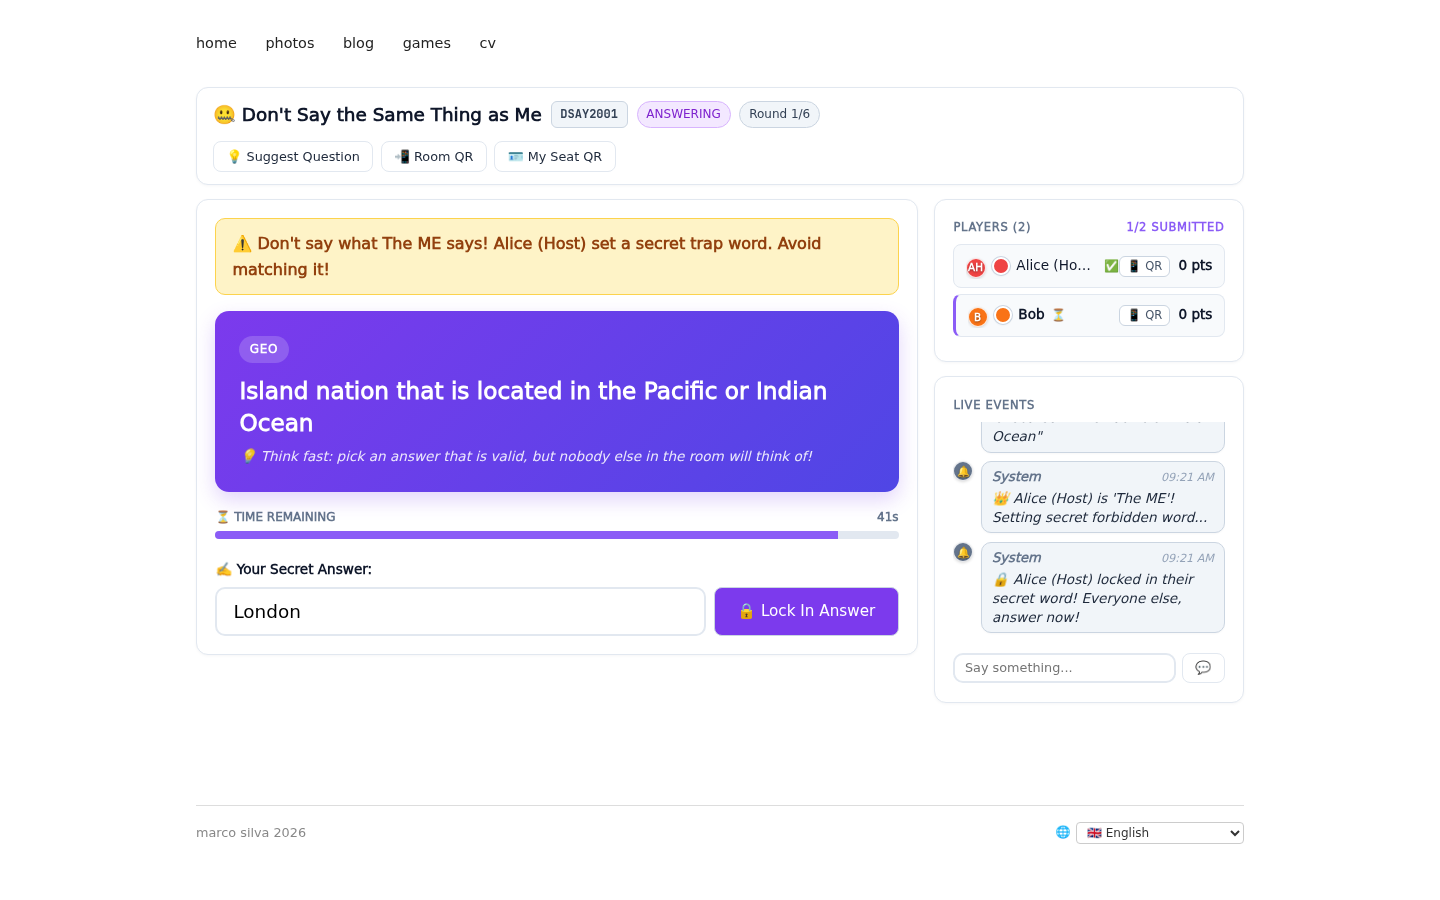 home photos blog games cv
🤐 Don't Say the Same Thing as Me DSAY2001 ANSWERING Round 1/6
💡 Suggest Question 📲 Room QR 🪪 My Seat QR
⚠️ Don't say what The ME says! Alice (Host) set a secret trap word. Avoid
matching it!
GEO
Island nation that is located in the Pacific or Indian
Ocean
💡 Think fast: pick an answer that is valid, but nobody else in the room will think of!
⏳ TIME REMAINING 41s
✍️ Your Secret Answer:
London 🔒 Lock In Answer
PLAYERS (2) 1/2 SUBMITTED
AH Alice (Ho... ✅ 📱 QR 0 pts
B Bob ⏳ 📱 QR 0 pts
LIVE EVENTS
Ocean"
System 09:21 AM
👑 Alice (Host) is 'The ME'!
Setting secret forbidden word...
System 09:21 AM
🔒 Alice (Host) locked in their
secret word! Everyone else,
answer now!
Say something... 💬
marco silva 2026 🌐 🇬🇧 English